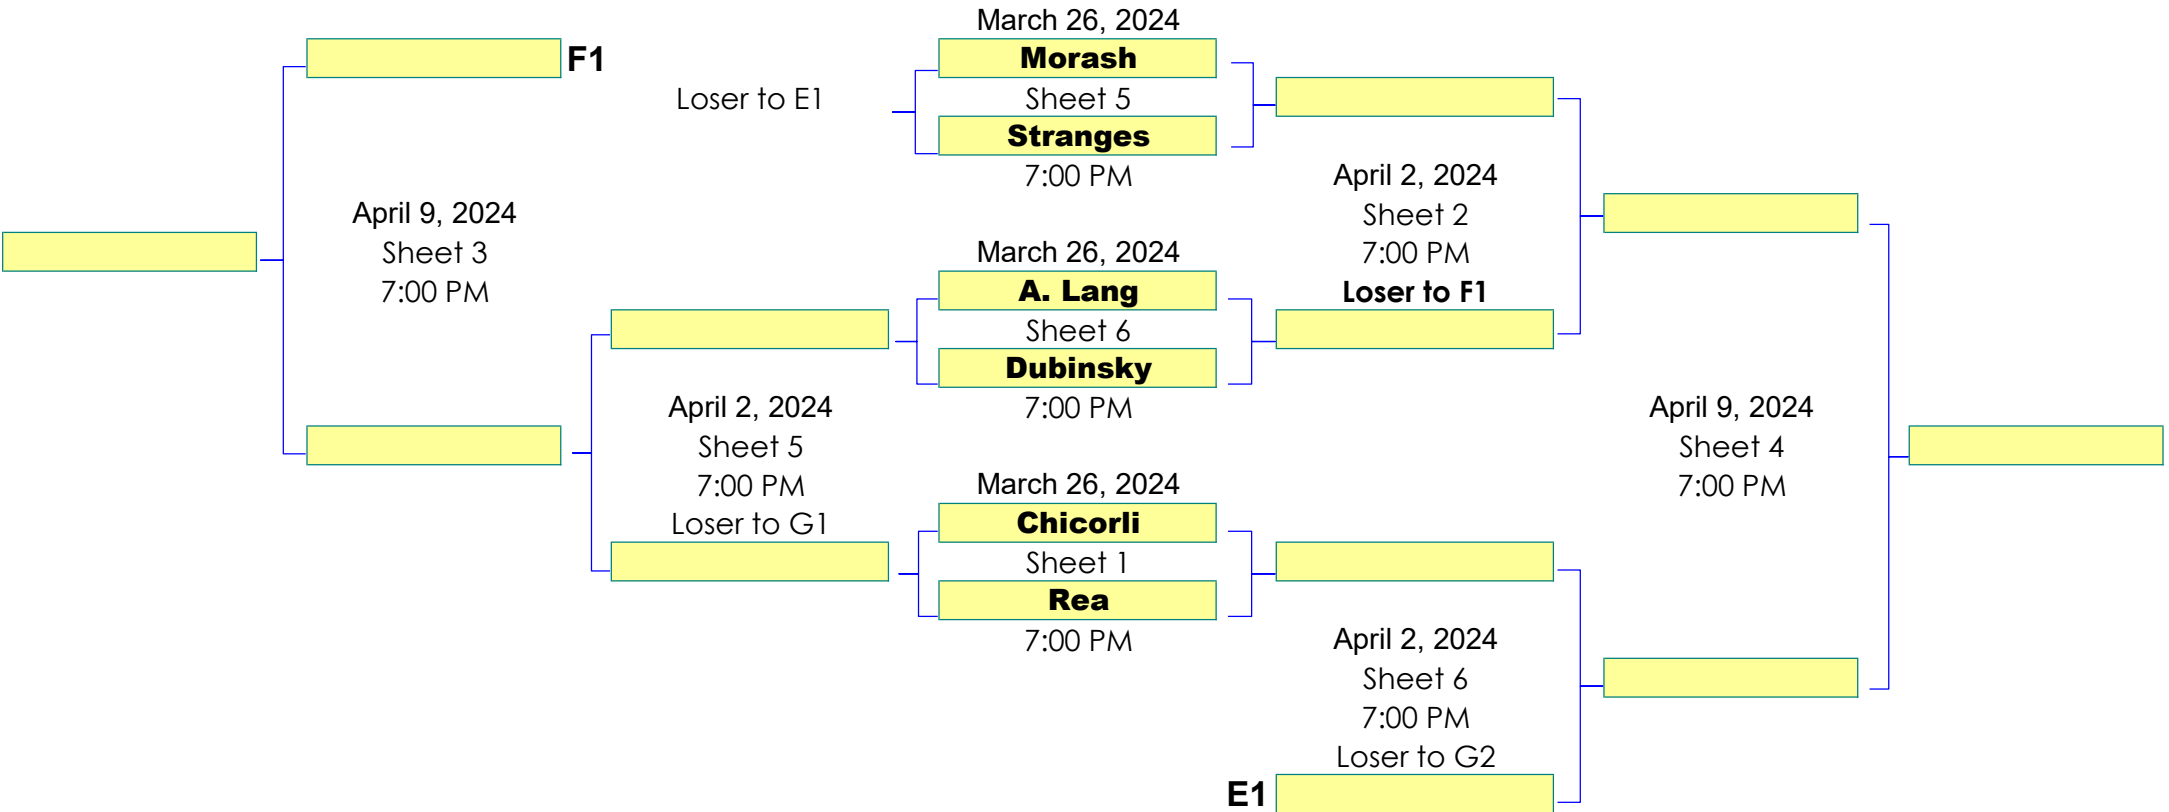 March 26, 2024
F1
Morash
Loser to E1
Sheet 5
Stranges
7:00 PM
April 2, 2024
April 9, 2024
Sheet 2
Sheet 3
March 26, 2024
7:00 PM
7:00 PM
A. Lang
Loser to F1
Sheet 6
Dubinsky
April 2, 2024
7:00 PM
April 9, 2024
Sheet 5
Sheet 4
7:00 PM
March 26, 2024
7:00 PM
Loser to G1
Chicorli
Sheet 1
Rea
7:00 PM
April 2, 2024
Sheet 6
7:00 PM
Loser to G2
E1